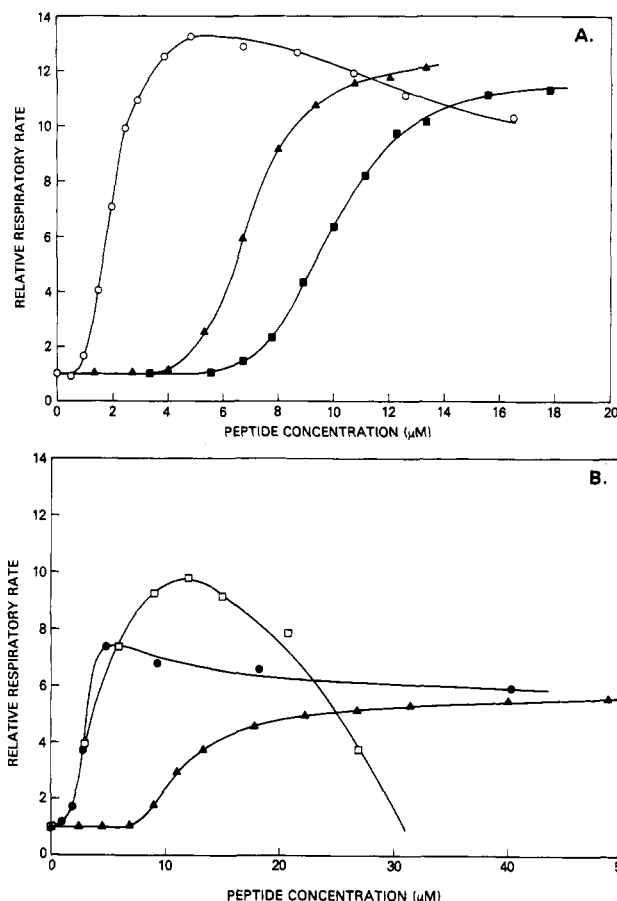 14
12
10
8
6
4
2
0
RELATIVE RESPIRATORY RATE
A.
0 2 4 6 8 10 12 14 16 18 20
PEPTIDE CONCENTRATION (μM)
14
12
10
8
6
4
2
0
RELATIVE RESPIRATORY RATE
B.
0 10 20 30 40
PEPTIDE CONCENTRATION (μM)